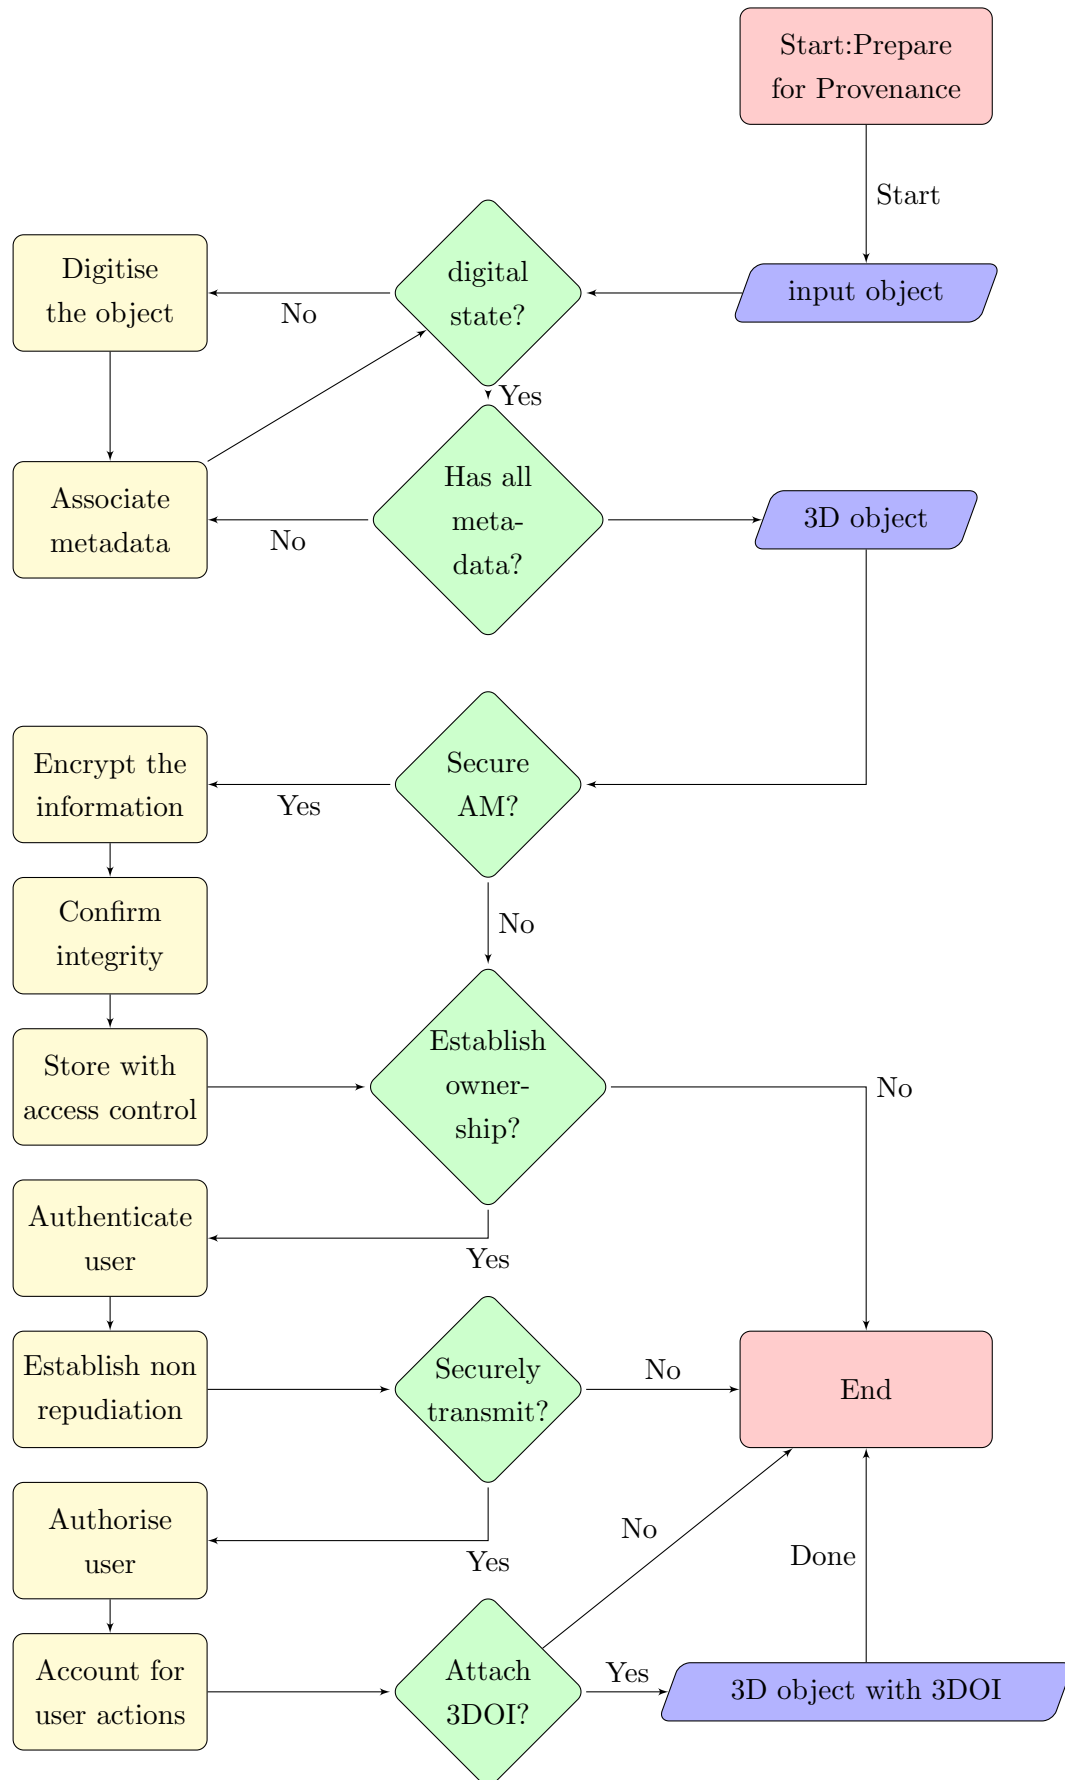 Start:Prepare
for Provenance
Start
Digitise
the object
No
digital
state?
input object
Yes
Associate
metadata
No
Has all
meta-
data?
3D object
Encrypt the
information
Yes
Secure
AM?
Confirm
integrity
No
Store with
access control
Establish
owner-
ship?
No
Authenticate
user
Yes
Establish non
repudiation
Securely
transmit?
No
End
Authorise
user
Yes
No
Done
Account for
user actions
Attach
3DOI?
Yes
3D object with 3DOI